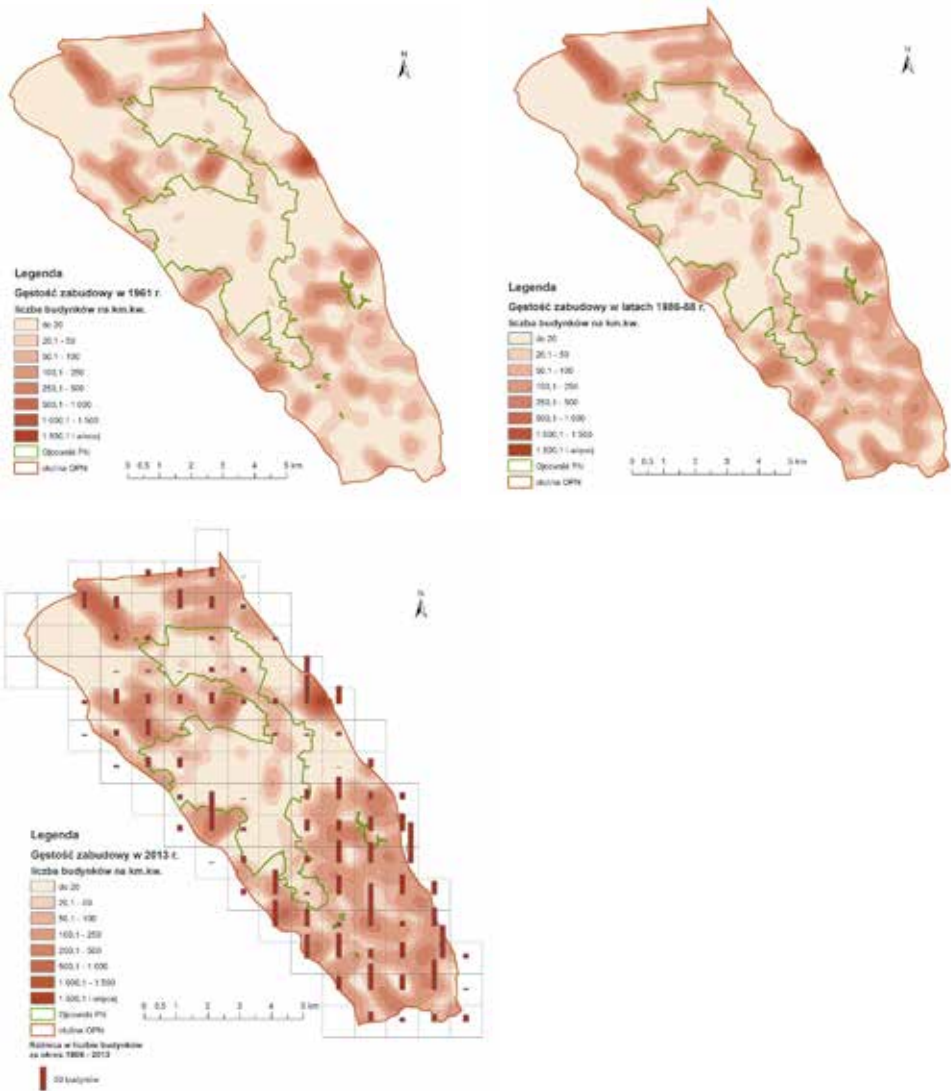 N
Legenda
Gęstość zabudowy w 1961 r.
liczba budynków na km.kw.
do 20
20,1 - 50
50,1 - 100
100,1 - 250
250,1 - 500
500,1 - 1 000
1 000,1 - 1 500
1 500,1 i więcej
Ojcowski PN
otulina OPN
0 0,5 1 2 3 4 5 km
N
Legenda
Gęstość zabudowy w latach 1986-88 r.
liczba budynków na km.kw.
do 20
20,1 - 50
50,1 - 100
100,1 - 250
250,1 - 500
500,1 - 1 000
1 000,1 - 1 500
1 500,1 i więcej
Ojcowski PN
otulina OPN
0 0,5 1 2 3 4 5 km
N
Legenda
Gęstość zabudowy w 2013 r.
liczba budynków na km.kw.
do 20
20,1 - 50
50,1 - 100
100,1 - 250
250,1 - 500
500,1 - 1 000
1 000,1 - 1 500
1 500,1 i więcej
Ojcowski PN
otulina OPN
Różnica w liczbie budynków
za okres 1986 - 2013
budynków
0 0,5 1 2 3 4 5 km